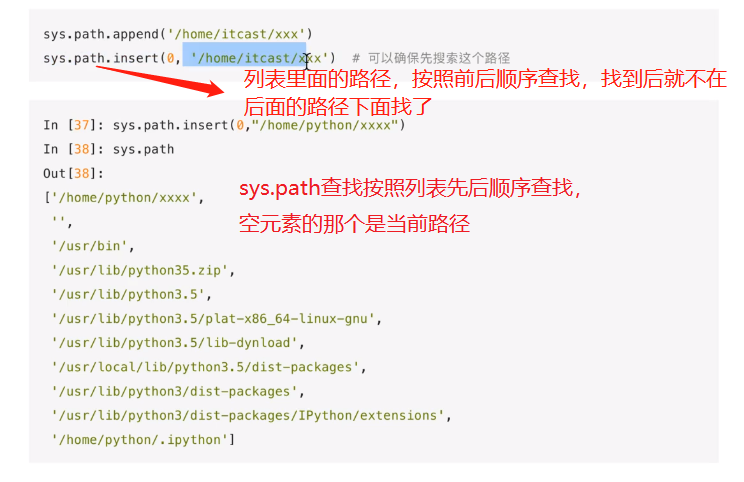 sys.path.append('/home/itcast/xxx')
sys.path.insert(0, '/home/itcast/xxx')  # 可以确保先搜索这个路径
列表里面的路径，按照前后顺序查找，找到后就不在
后面的路径下面找了
In [37]: sys.path.insert(0,"/home/python/xxxx")
In [38]: sys.path
Out[38]:
['/home/python/xxxx',
 '',
 '/usr/bin',
 '/usr/lib/python35.zip',
 '/usr/lib/python3.5',
 '/usr/lib/python3.5/plat-x86_64-linux-gnu',
 '/usr/lib/python3.5/lib-dynload',
 '/usr/local/lib/python3.5/dist-packages',
 '/usr/lib/python3/dist-packages',
 '/usr/lib/python3/dist-packages/IPython/extensions',
 '/home/python/.ipython']
sys.path查找按照列表先后顺序查找，
空元素的那个是当前路径